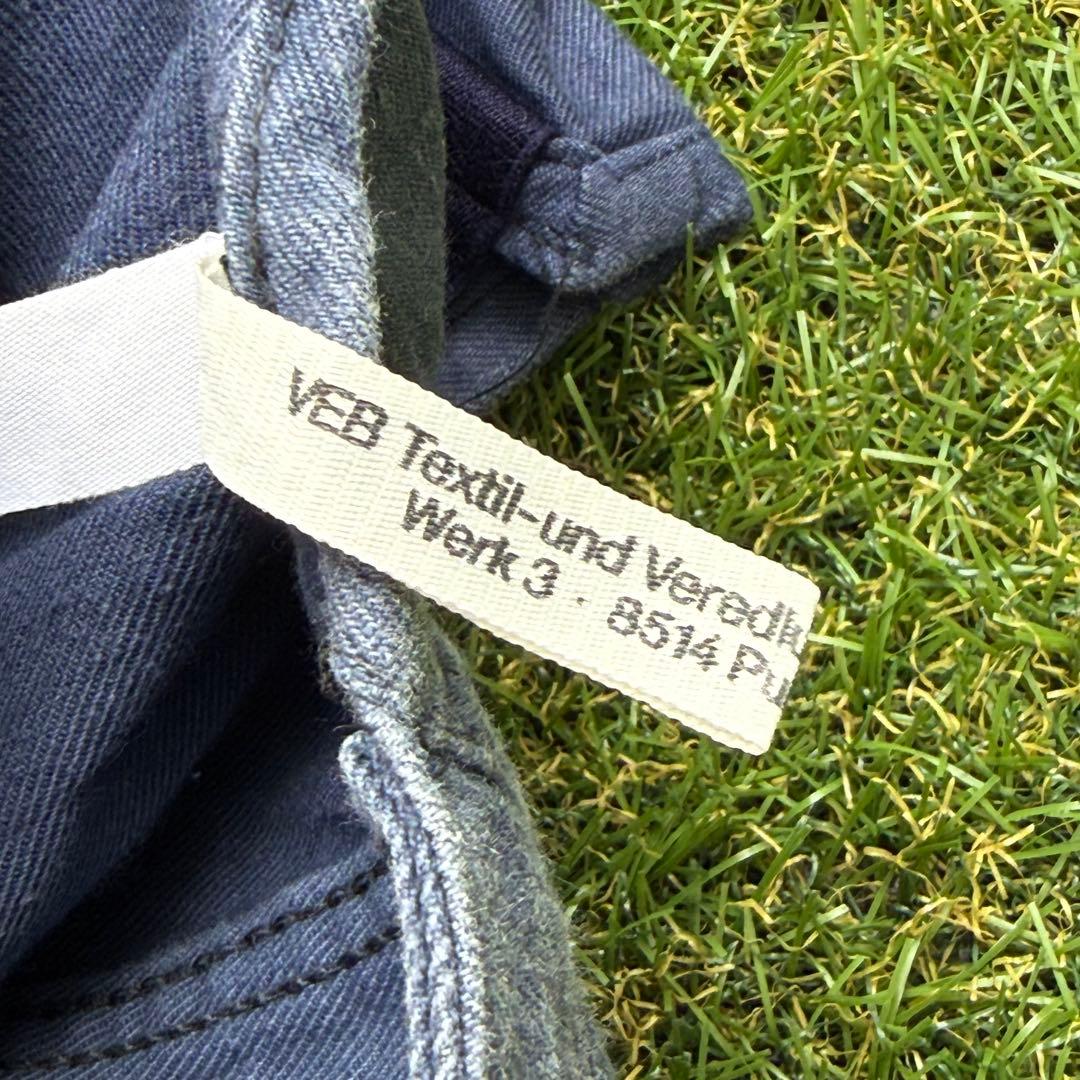 VEB Textil-und Veredl
Werk 3 · 8514 Pu